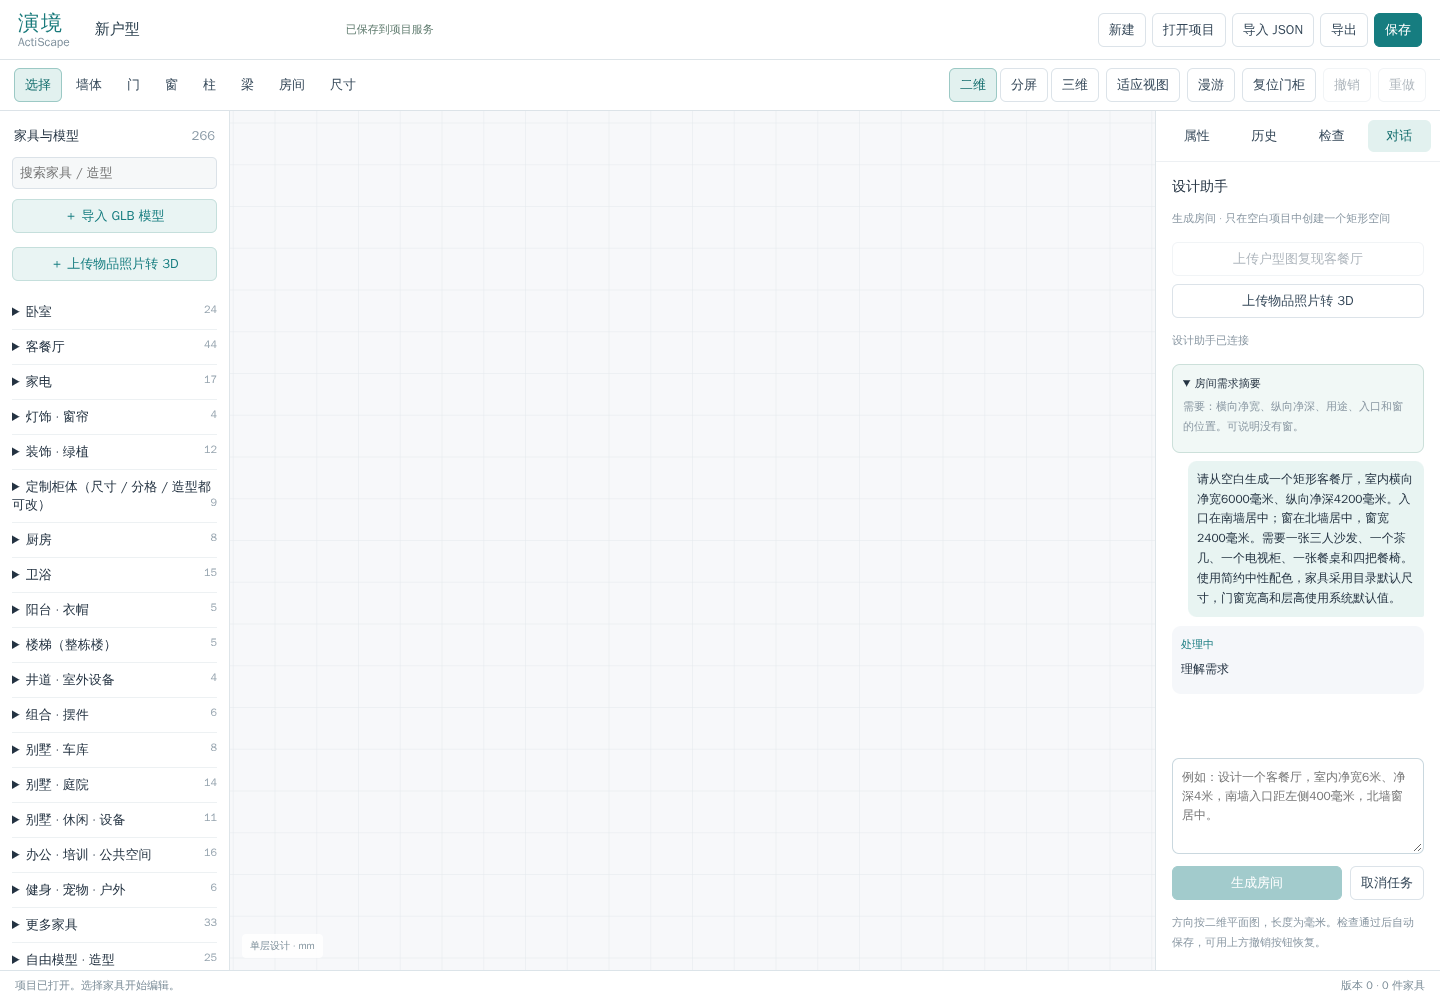 演境
ActiScape
新户型
已保存到项目服务
新建
打开项目
导入 JSON
导出
保存
选择
墙体
门
窗
柱
梁
房间
尺寸
二维
分屏
三维
适应视图
漫游
复位门柜
撤销
重做
家具与模型 266
搜索家具 / 造型
+ 导入 GLB 模型
+ 上传物品照片转 3D
▶ 卧室 24
▶ 客餐厅 44
▶ 家电 17
▶ 灯饰 · 窗帘 4
▶ 装饰 · 绿植 12
▶ 定制柜体（尺寸 / 分格 / 造型都
可改） 9
▶ 厨房 8
▶ 卫浴 15
▶ 阳台 · 衣帽 5
▶ 楼梯（整栋楼） 5
▶ 井道 · 室外设备 4
▶ 组合 · 摆件 6
▶ 别墅 · 车库 8
▶ 别墅 · 庭院 14
▶ 别墅 · 休闲 · 设备 11
▶ 办公 · 培训 · 公共空间 16
▶ 健身 · 宠物 · 户外 6
▶ 更多家具 33
▶ 自由模型 · 造型 25
单层设计 · mm
属性
历史
检查
对话
设计助手
生成房间 · 只在空白项目中创建一个矩形空间
上传户型图复现客餐厅
上传物品照片转 3D
设计助手已连接
▼ 房间需求摘要
需要：横向净宽、纵向净深、用途、入口和窗
的位置。可说明没有窗。
请从空白生成一个矩形客餐厅，室内横向
净宽6000毫米、纵向净深4200毫米。入
口在南墙居中；窗在北墙居中，窗宽
2400毫米。需要一张三人沙发、一个茶
几、一个电视柜、一张餐桌和四把餐椅。
使用简约中性配色，家具采用目录默认尺
寸，门窗宽高和层高使用系统默认值。
处理中
理解需求
例如：设计一个客餐厅，室内净宽6米、净
深4米，南墙入口距左侧400毫米，北墙窗
居中。
生成房间
取消任务
方向按二维平面图，长度为毫米。检查通过后自动
保存，可用上方撤销按钮恢复。
项目已打开。选择家具开始编辑。
版本 0 · 0 件家具